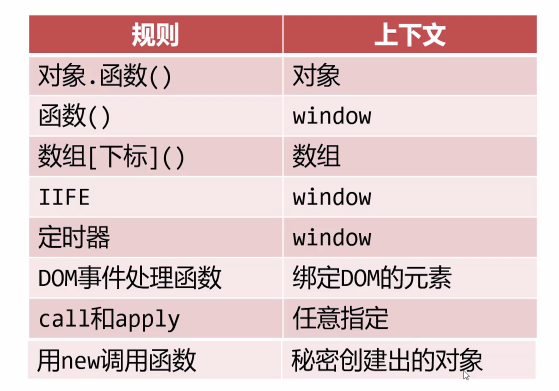 规则 上下文
对象.函数() 对象
函数() window
数组[下标]() 数组
IIFE window
定时器 window
DOM事件处理函数 绑定DOM的元素
call和apply 任意指定
用new调用函数 秘密创建出的对象